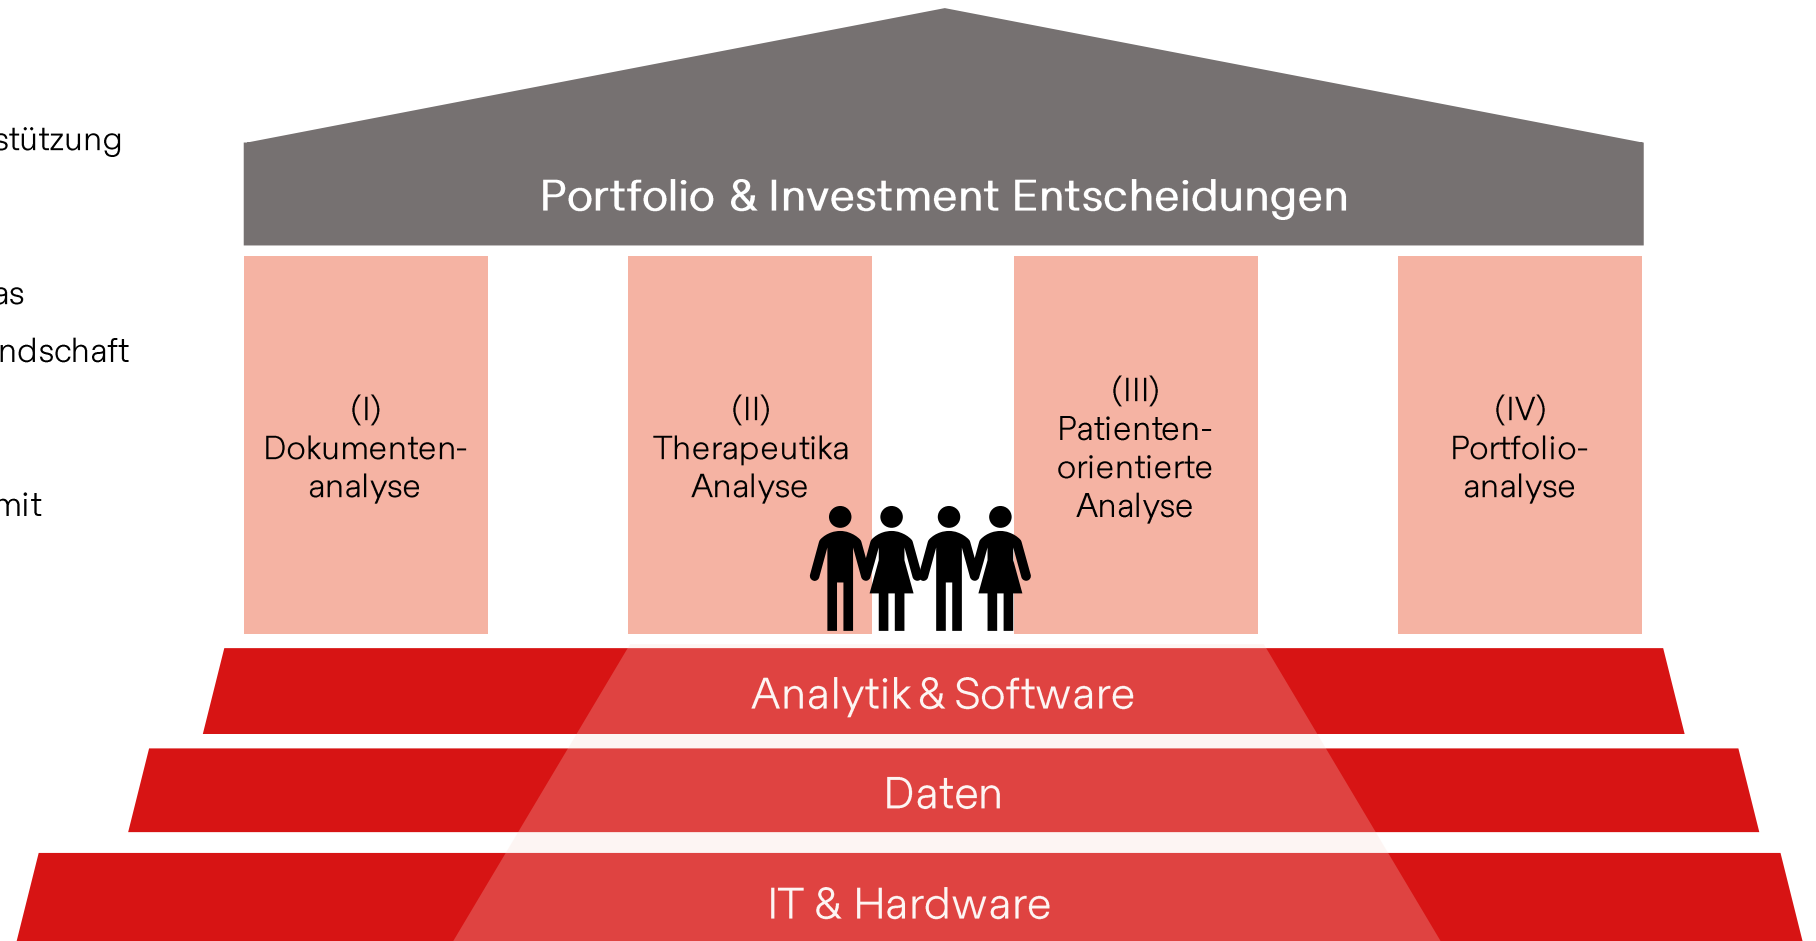 stützung
as
ndschaft
mit
Portfolio & Investment Entscheidungen
(I)
Dokumenten-
analyse
(II)
Therapeutika
Analyse
(III)
Patienten-
orientierte
Analyse
(IV)
Portfolio-
analyse
Analytik & Software
Daten
IT & Hardware